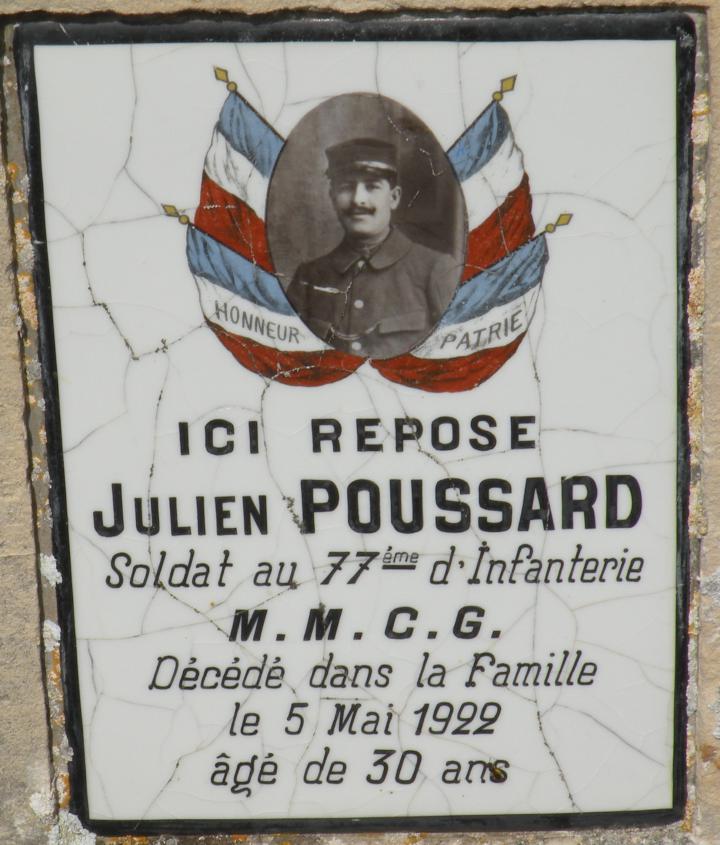 HONNEUR PATRIE
ICI REPOSE
JULIEN POUSSARD
Soldat au 77ème d'Infanterie
M. M. C. G.
Décédé dans la Famille
le 5 Mai 1922
âgé de 30 ans